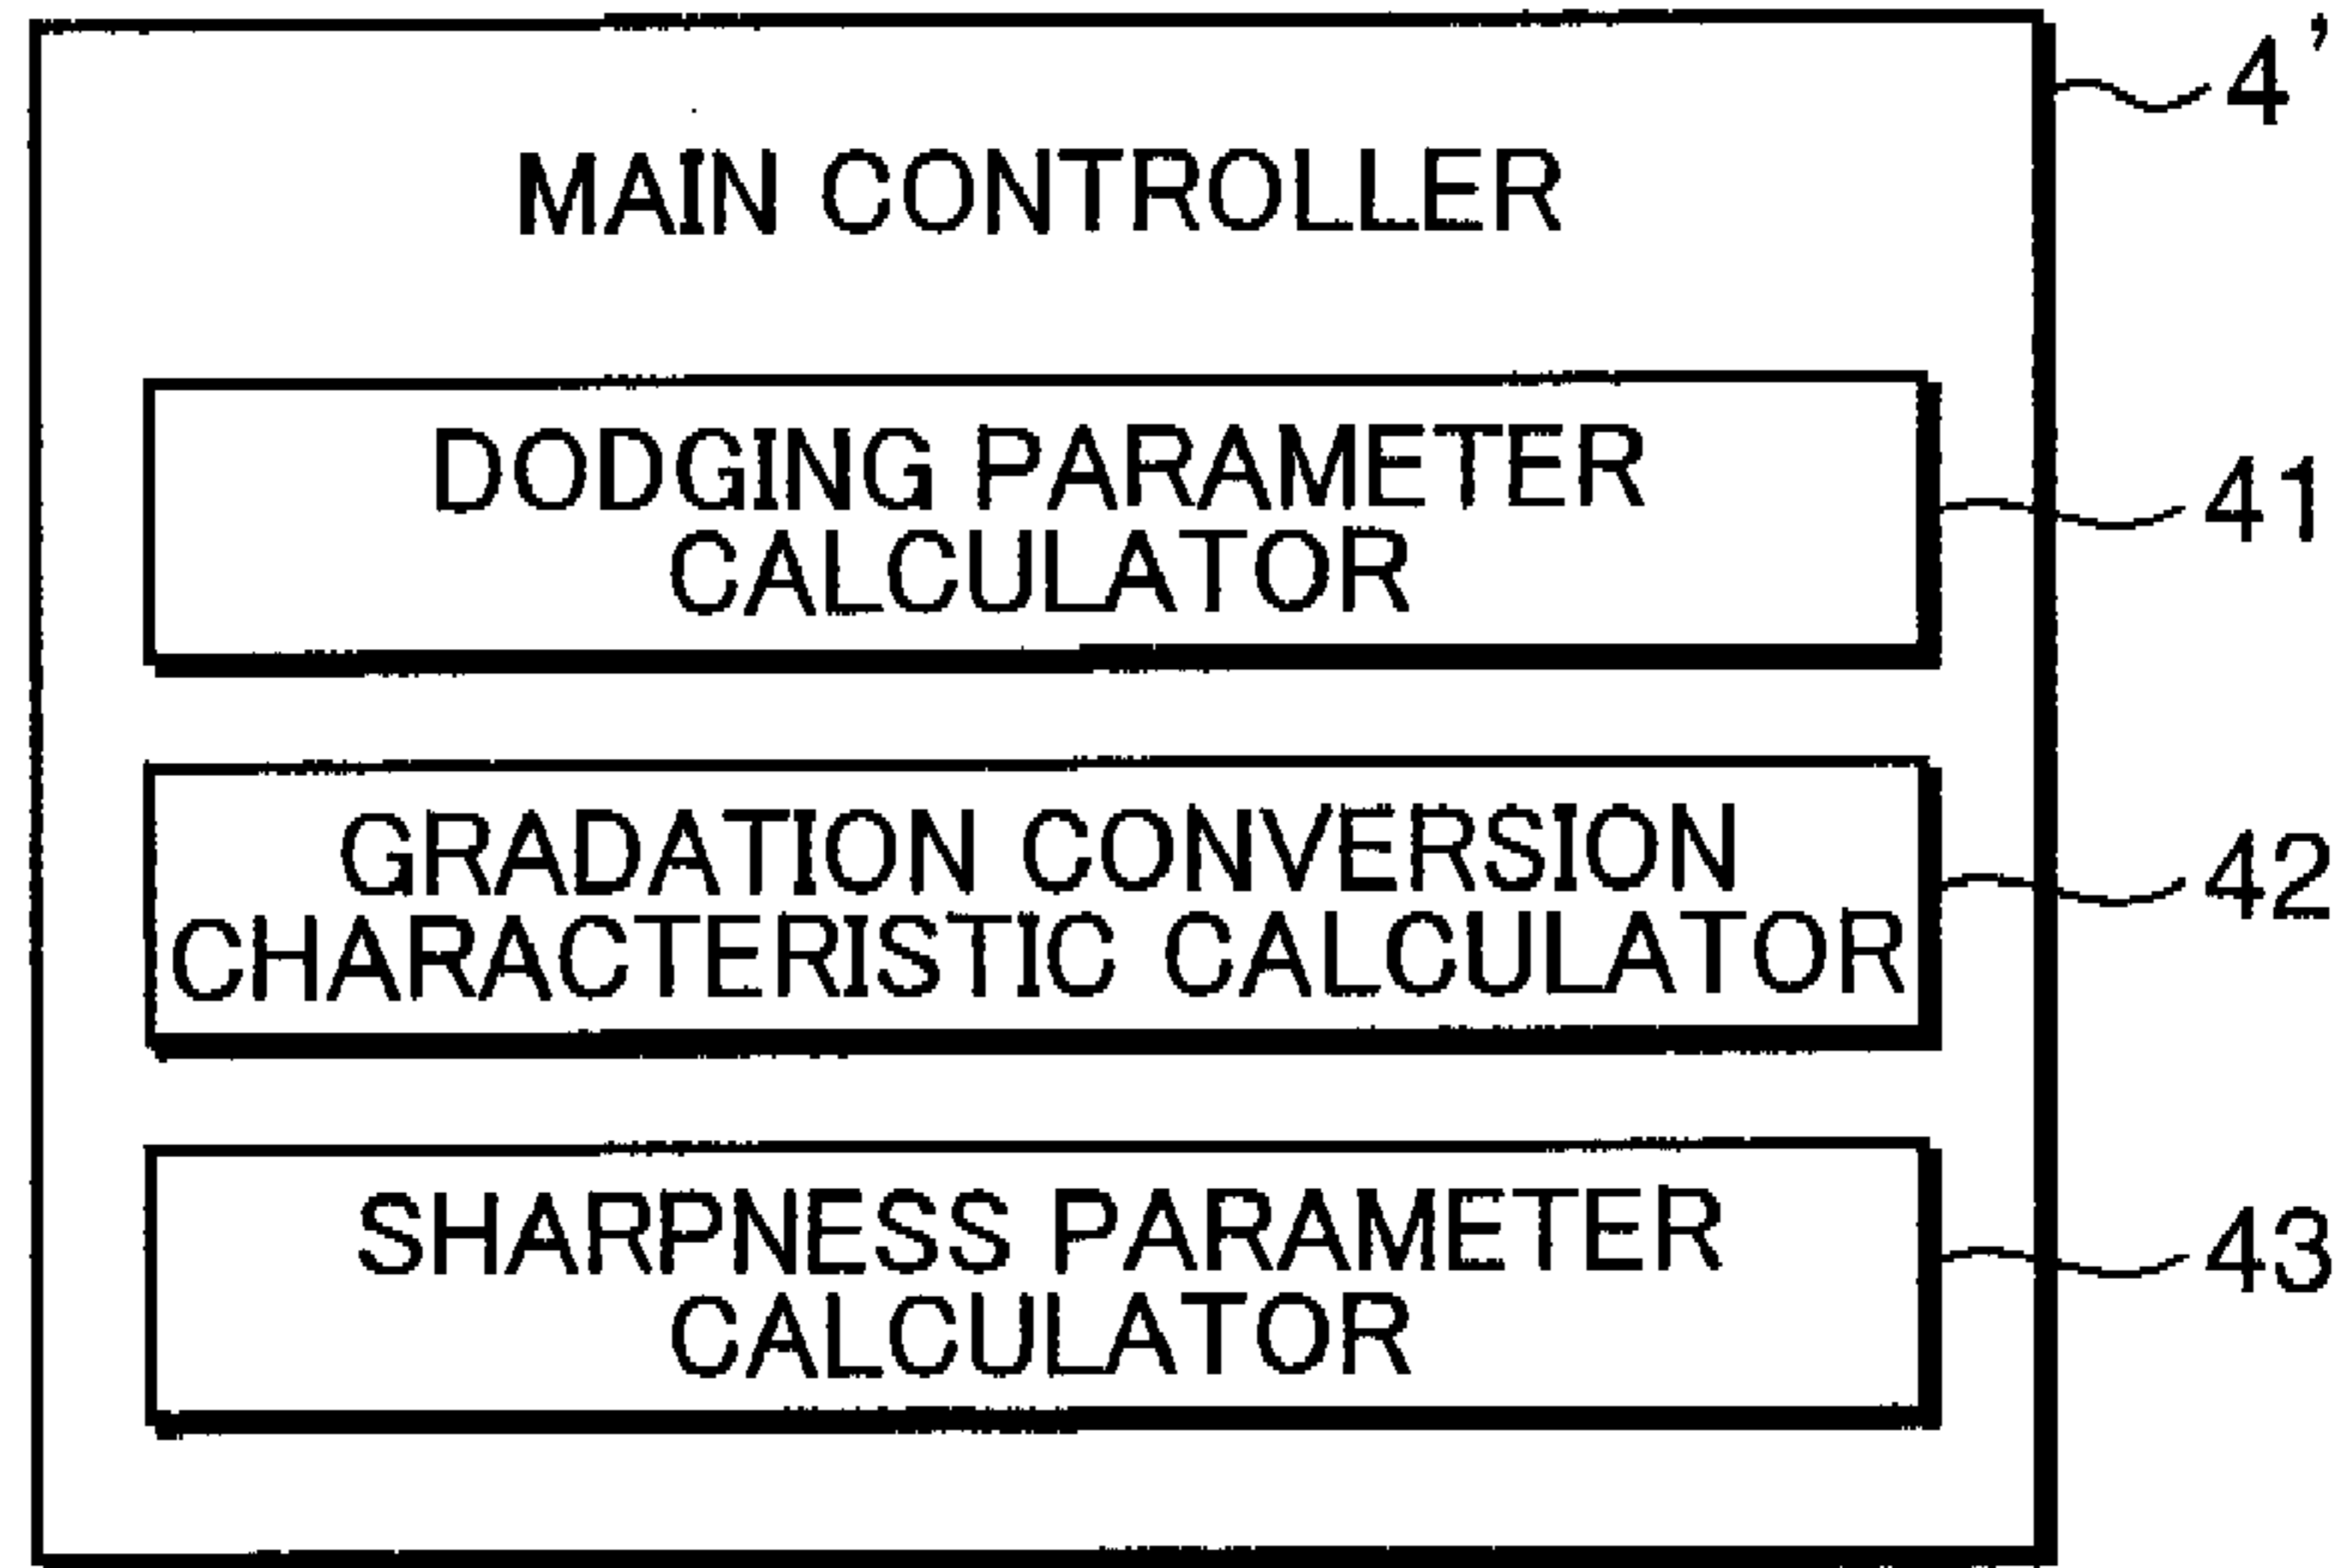 4'
MAIN CONTROLLER
DODGING PARAMETER
CALCULATOR
41
GRADATION CONVERSION
CHARACTERISTIC CALCULATOR
42
SHARPNESS PARAMETER
CALCULATOR
43